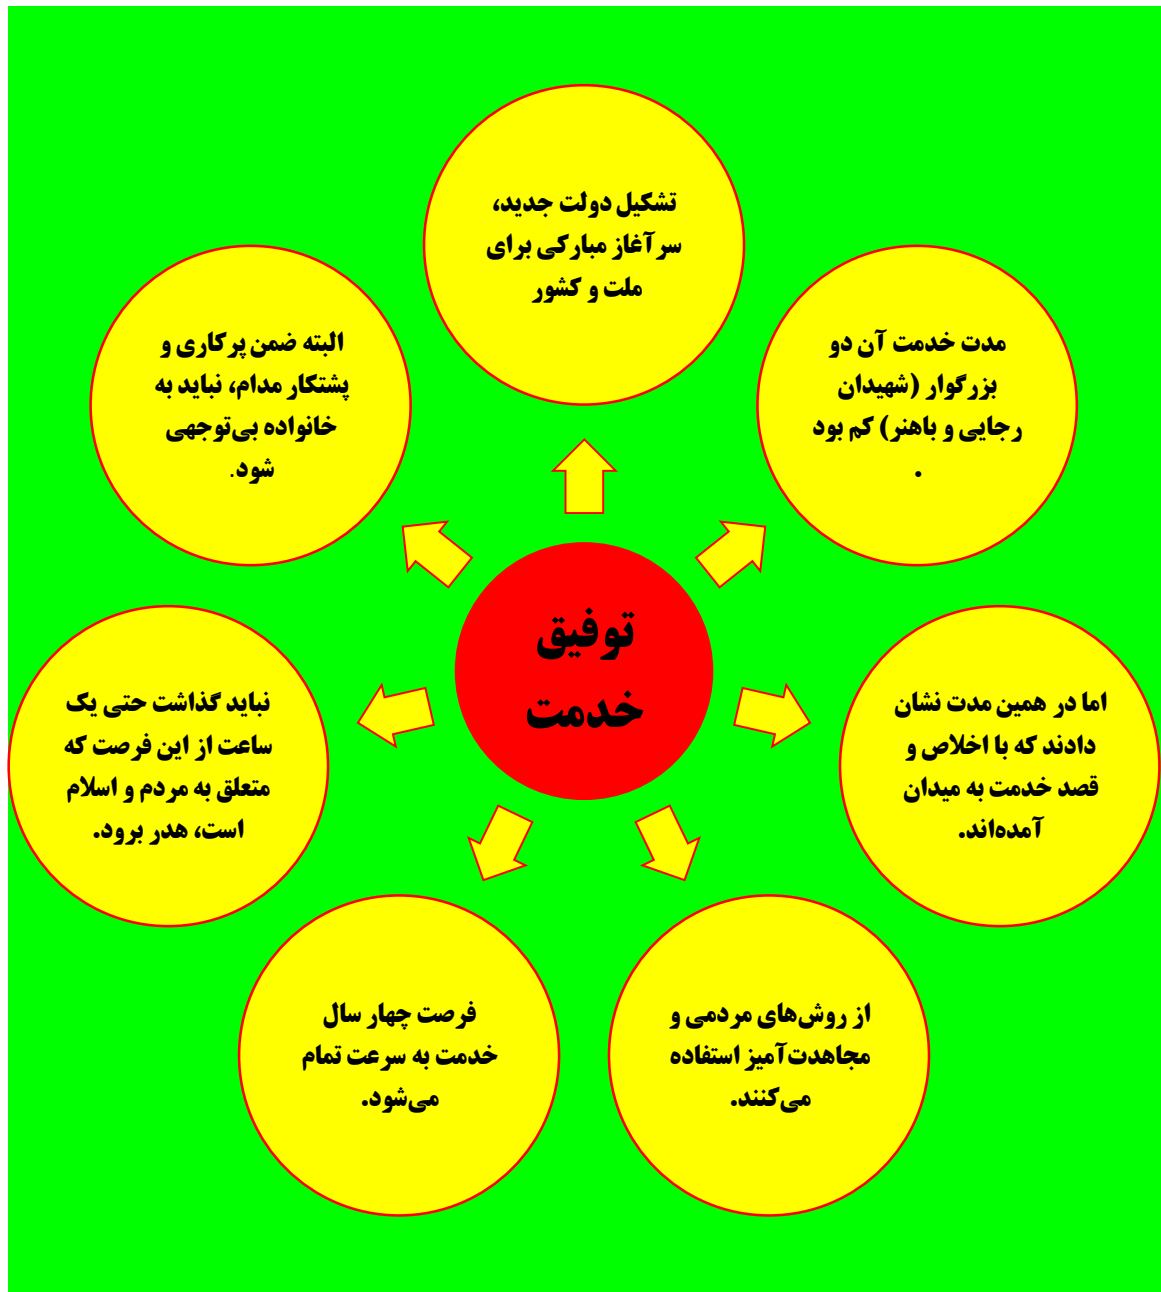 توفیق
خدمت
تشکیل دولت جدید،
سرآغاز مبارکی برای
ملت و کشور
مدت خدمت آن دو
بزرگوار (شهیدان
رجایی و باهنر) کم بود
.
اما در همین مدت نشان
دادند که با اخلاص و
قصد خدمت به میدان
آمده‌اند.
از روش‌های مردمی و
مجاهدت‌آمیز استفاده
می‌کنند.
فرصت چهار سال
خدمت به سرعت تمام
می‌شود.
نباید گذاشت حتی یک
ساعت از این فرصت که
متعلق به مردم و اسلام
است، هدر برود.
البته ضمن پرکاری و
پشتکار مدام، نباید به
خانواده بی‌توجهی
شود.